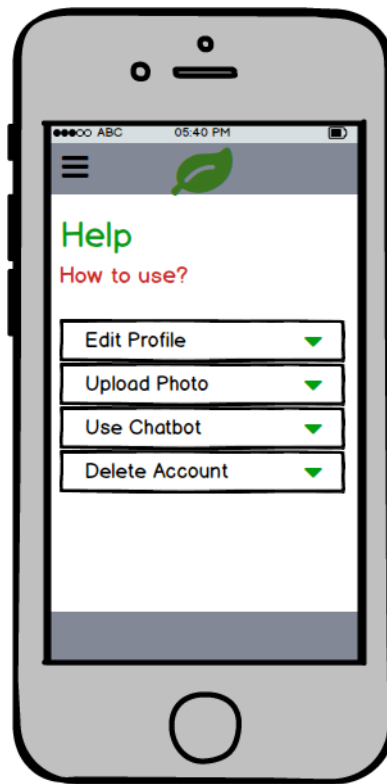 ABC 05:40 PM
Help
How to use?
Edit Profile
Upload Photo
Use Chatbot
Delete Account